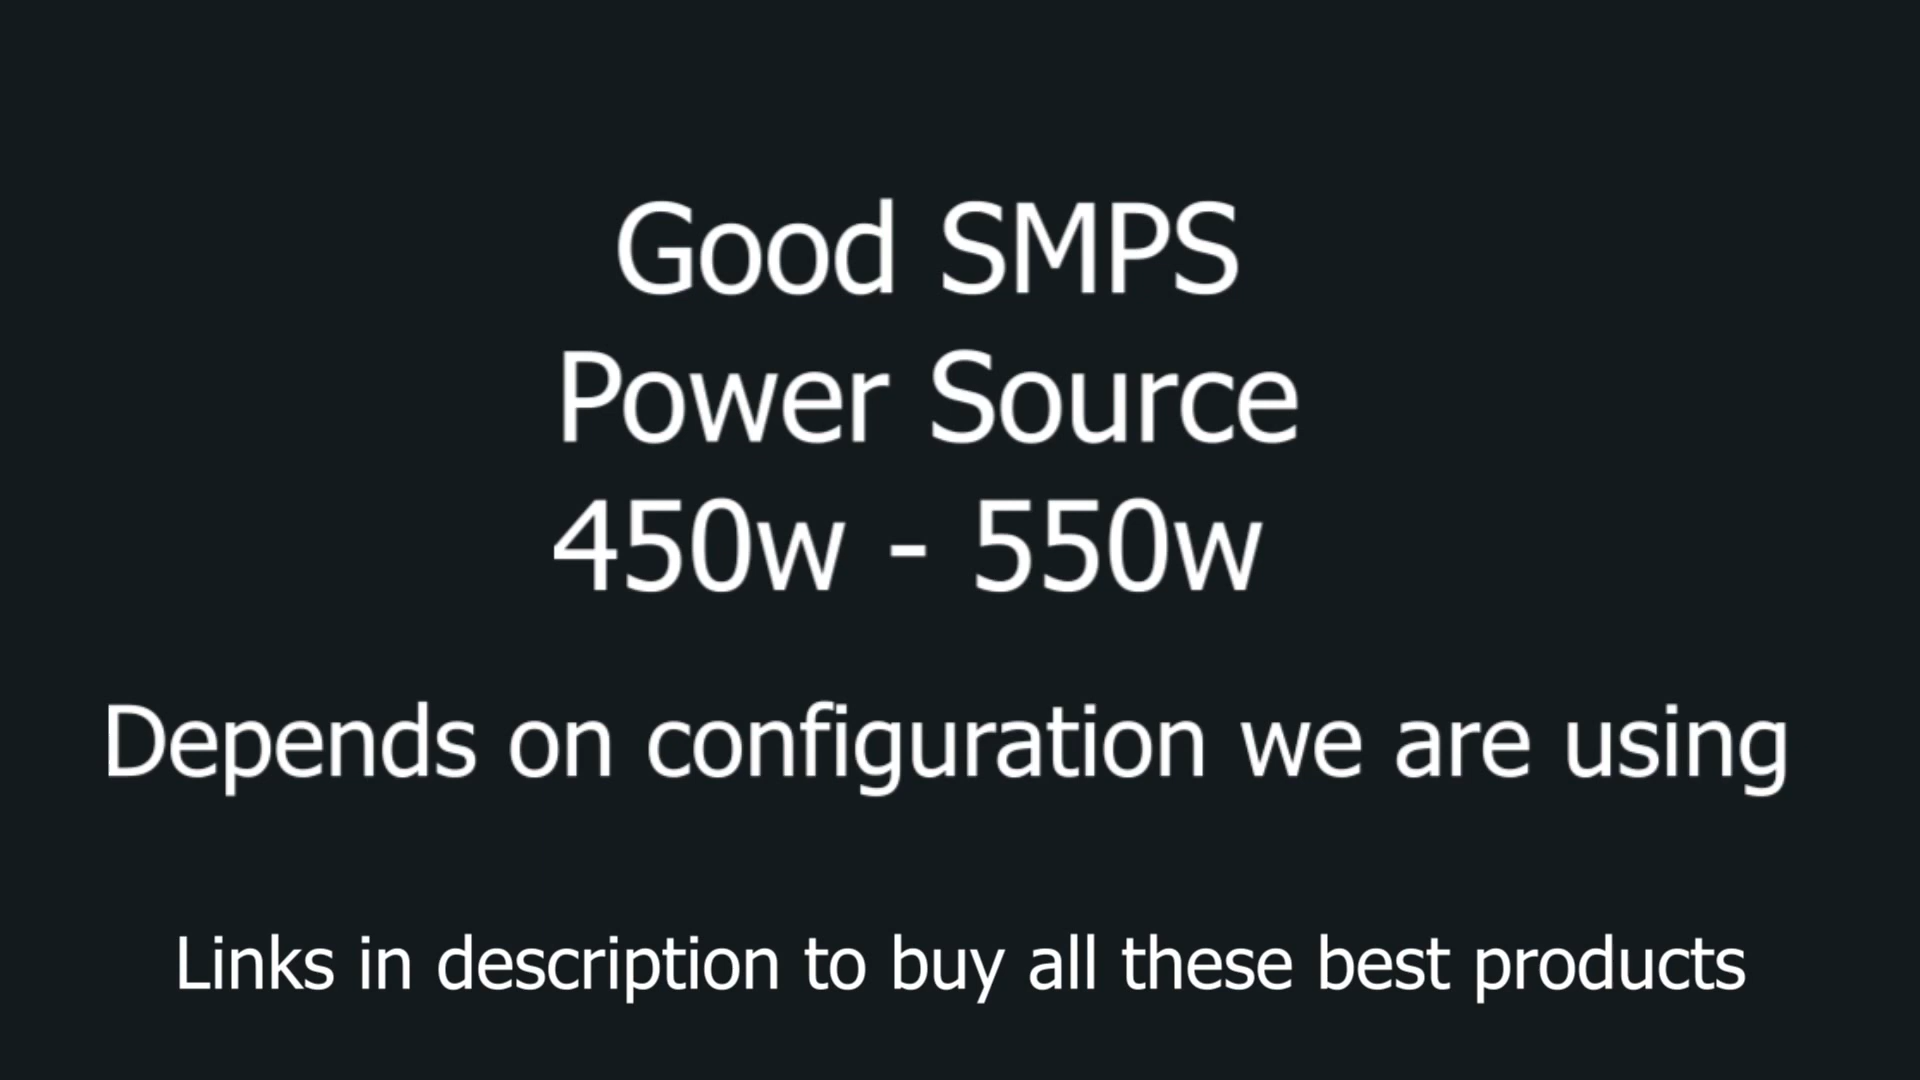 Good SMPS
Power Source
450w - 550w
Depends on configuration we are using
Links in description to buy all these best products